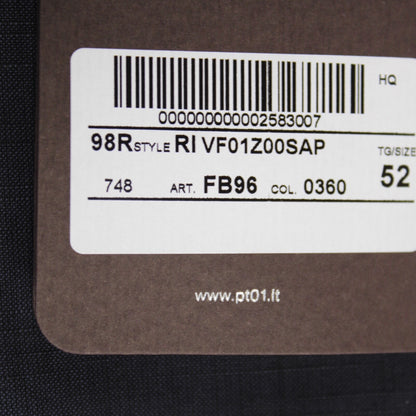 HQ
000000000002583007
98R STYLE RI VF01Z00SAP TG/SIZE
748 ART. FB96 COL. 0360 52
www.pt01.it